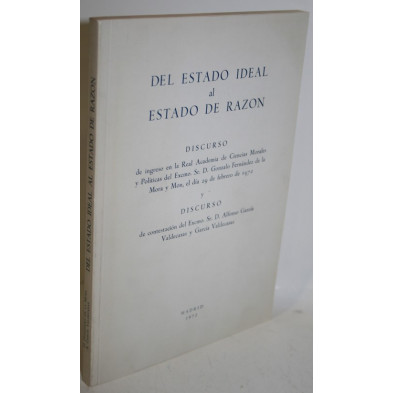 DEL ESTADO IDEAL
al
ESTADO DE RAZON
DISCURSO
de ingreso en la Real Academia de Ciencias Morales
y Políticas del Excmo. Sr. D. Gonzalo Fernández de la
Mora y Mon, el día 29 de febrero de 1972
y
DISCURSO
de contestación del Excmo. Sr. D. Alfonso García
Valdecasas y García Valdecasas
MADRID
1972
DEL ESTADO IDEAL AL ESTADO DE RAZON